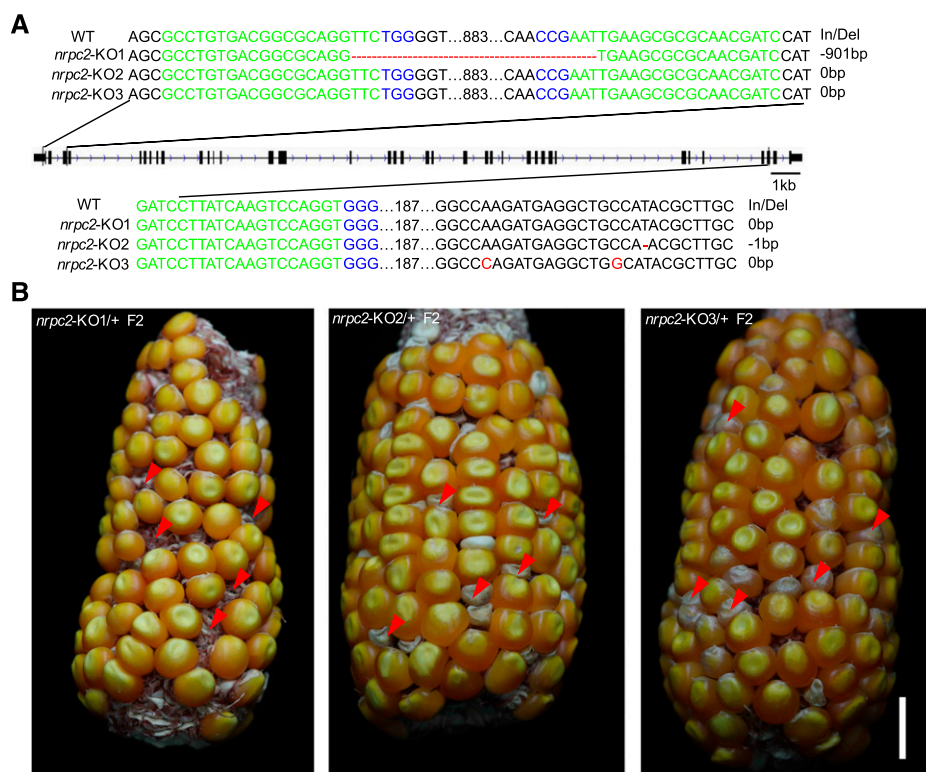 A
WT AGCGCCTGTGACGGCGCAGGTTCTGGGGT...883...CAACCGAATTGAAGCGCGCAACGATCCAT In/Del
nrpc2-KO1 AGCGCCTGTGACGGCGCAGG----------------------------------------TGAAGCGCGCAACGATCCAT -901bp
nrpc2-KO2 AGCGCCTGTGACGGCGCAGGTTCTGGGGT...883...CAACCGAATTGAAGCGCGCAACGATCCAT 0bp
nrpc2-KO3 AGCGCCTGTGACGGCGCAGGTTCTGGGGT...883...CAACCGAATTGAAGCGCGCAACGATCCAT 0bp
1kb
WT GATCCTTATCAAGTCCAGGTGGG...187...GGCCAAGATGAGGCTGCCATACGCTTGC In/Del
nrpc2-KO1 GATCCTTATCAAGTCCAGGTGGG...187...GGCCAAGATGAGGCTGCCATACGCTTGC 0bp
nrpc2-KO2 GATCCTTATCAAGTCCAGGTGGG...187...GGCCAAGATGAGGCTGCCA-ACGCTTGC -1bp
nrpc2-KO3 GATCCTTATCAAGTCCAGGTGGG...187...GGCCCAGATGAGGCTGGCATACGCTTGC 0bp
B
nrpc2-KO1/+ F2
nrpc2-KO2/+ F2
nrpc2-KO3/+ F2